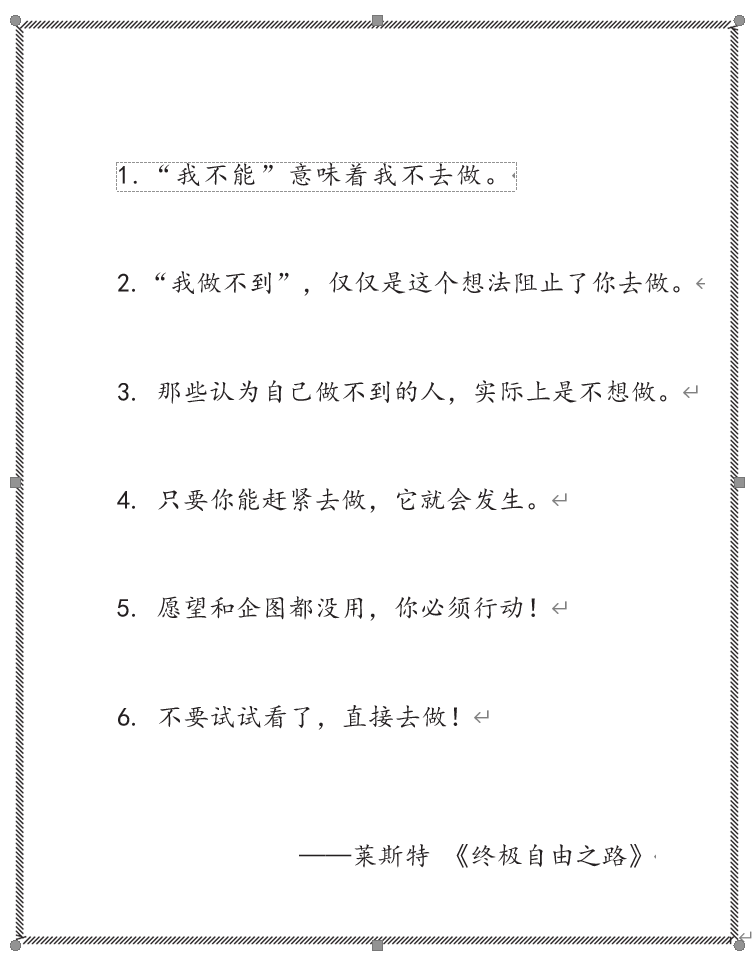 1.“我不能”意味着我不去做。
2.“我做不到”，仅仅是这个想法阻止了你去做。
3. 那些认为自己做不到的人，实际上是不想做。
4. 只要你能赶紧去做，它就会发生。
5. 愿望和企图都没用，你必须行动！
6. 不要试试看了，直接去做！
——莱斯特 《终极自由之路》